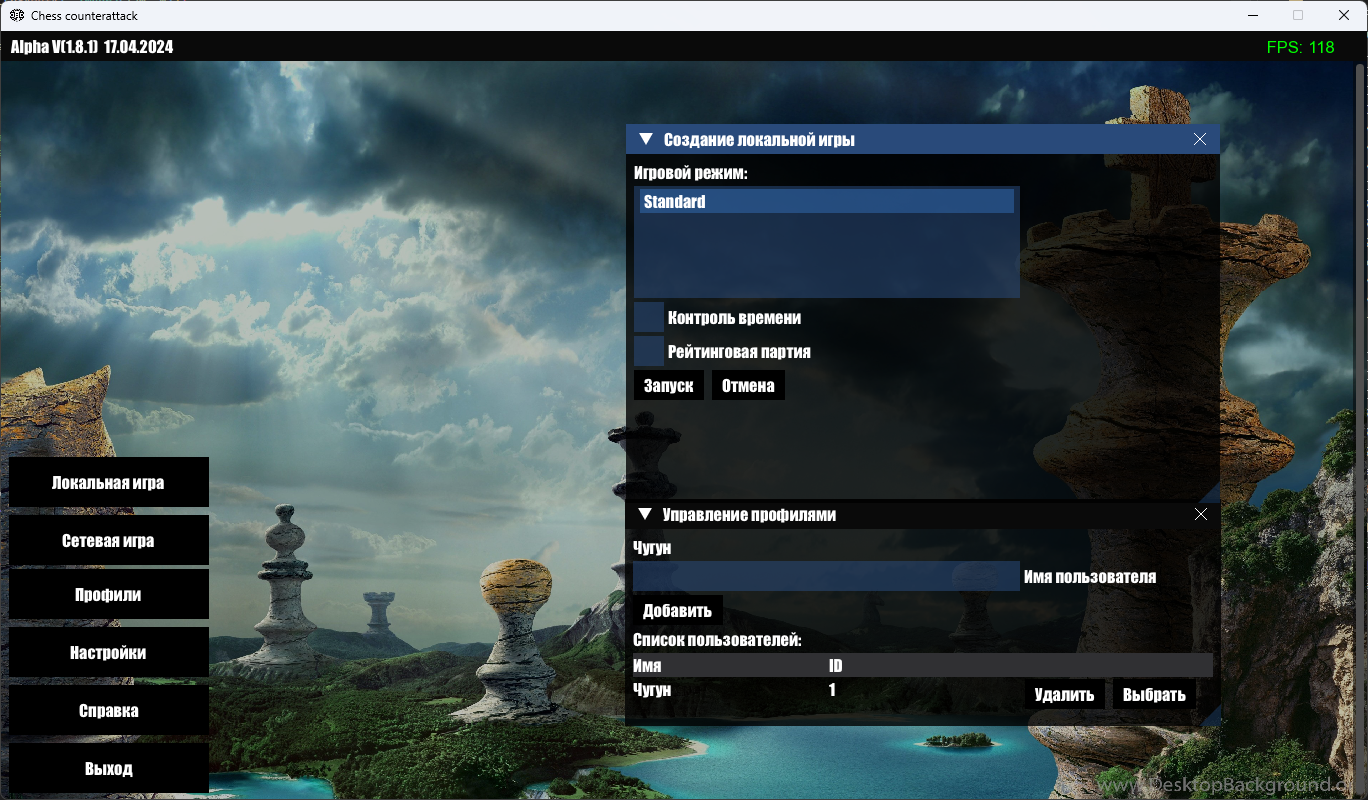 Chess counterattack
Alpha V(1.8.1) 17.04.2024
FPS: 118
Создание локальной игры
Игровой режим:
Standard
Контроль времени
Рейтинговая партия
Запуск Отмена
Управление профилями
Чугун
Имя пользователя
Добавить
Список пользователей:
Имя ID
Чугун 1 Удалить Выбрать
Локальная игра
Сетевая игра
Профили
Настройки
Справка
Выход